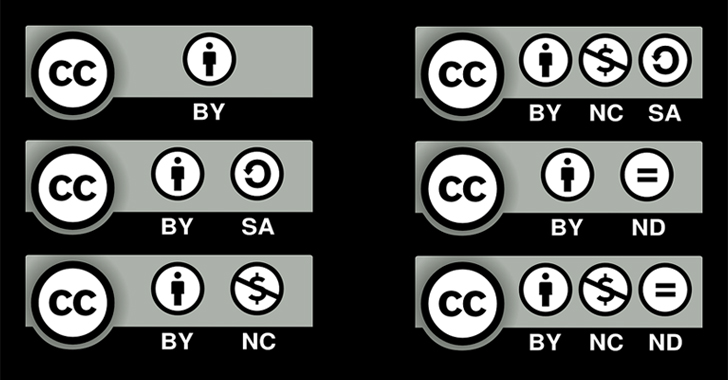 CC
BY
CC
BY SA
CC
BY NC
CC $
BY NC SA
CC =
BY ND
CC $ =
BY NC ND